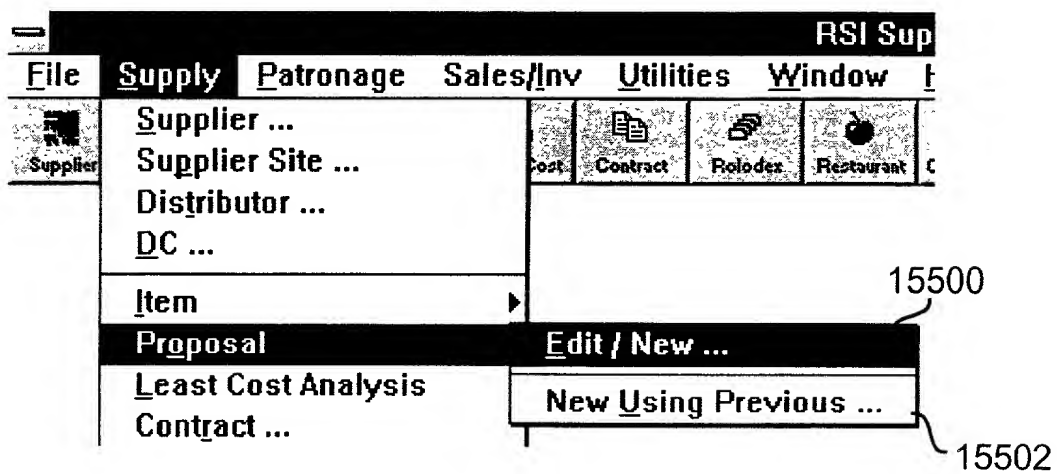 RSI Sup
File Supply Patronage Sales/Inv Utilities Window H
Supplier Cost Contract Rolodex Restaurant
Supplier ...
Supplier Site ...
Distributor ...
DC ...
Item
Proposal
Least Cost Analysis
Contract ...
15500
Edit / New ...
New Using Previous ...
15502